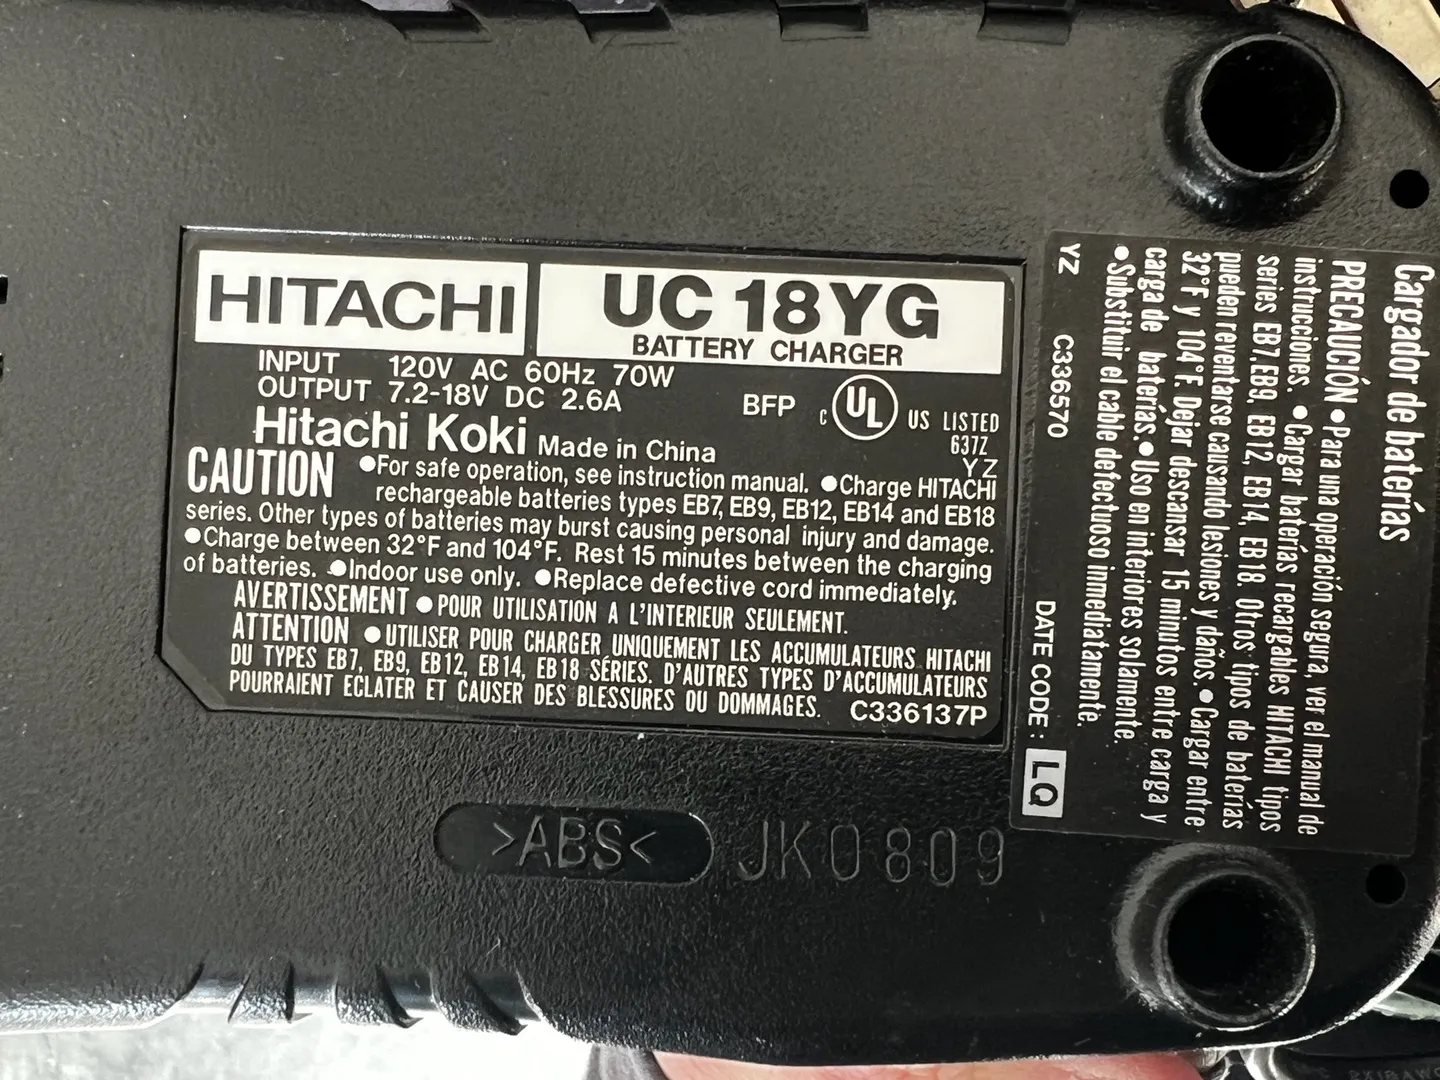 HITACHI
UC 18YG
BATTERY CHARGER
INPUT 120V AC 60Hz 70W
OUTPUT 7.2-18V DC 2.6A
BFP
C UL US LISTED
637Z
YZ
Hitachi Koki Made in China
CAUTION ●For safe operation, see instruction manual. ●Charge HITACHI
rechargeable batteries types EB7, EB9, EB12, EB14 and EB18
series. Other types of batteries may burst causing personal injury and damage.
●Charge between 32°F and 104°F. Rest 15 minutes between the charging
of batteries. ●Indoor use only. ●Replace defective cord immediately.
AVERTISSEMENT ●POUR UTILISATION A L'INTERIEUR SEULEMENT.
ATTENTION ●UTILISER POUR CHARGER UNIQUEMENT LES ACCUMULATEURS HITACHI
DU TYPES EB7, EB9, EB12, EB14, EB18 SÉRIES. D'AUTRES TYPES D'ACCUMULATEURS
POURRAIENT ECLATER ET CAUSER DES BLESSURES OU DOMMAGES. C336137P
>ABS<
JK0809
Cargador de baterías
PRECAUCIÓN ●Para una operación segura, ver el manual de
instrucciones. ●Cargar baterías recargables HITACHI tipos
series EB7, EB9, EB12, EB14, EB18. Otros tipos de baterías
pueden reventarse causando lesiones y daños. ●Cargar entre
32°F y 104°F. Dejar descansar 15 minutos entre carga y
carga de baterías. ●Uso en interiores solamente.
●Substituir el cable defectuoso immediatamente.
YZ C336570 DATE CODE: LQ